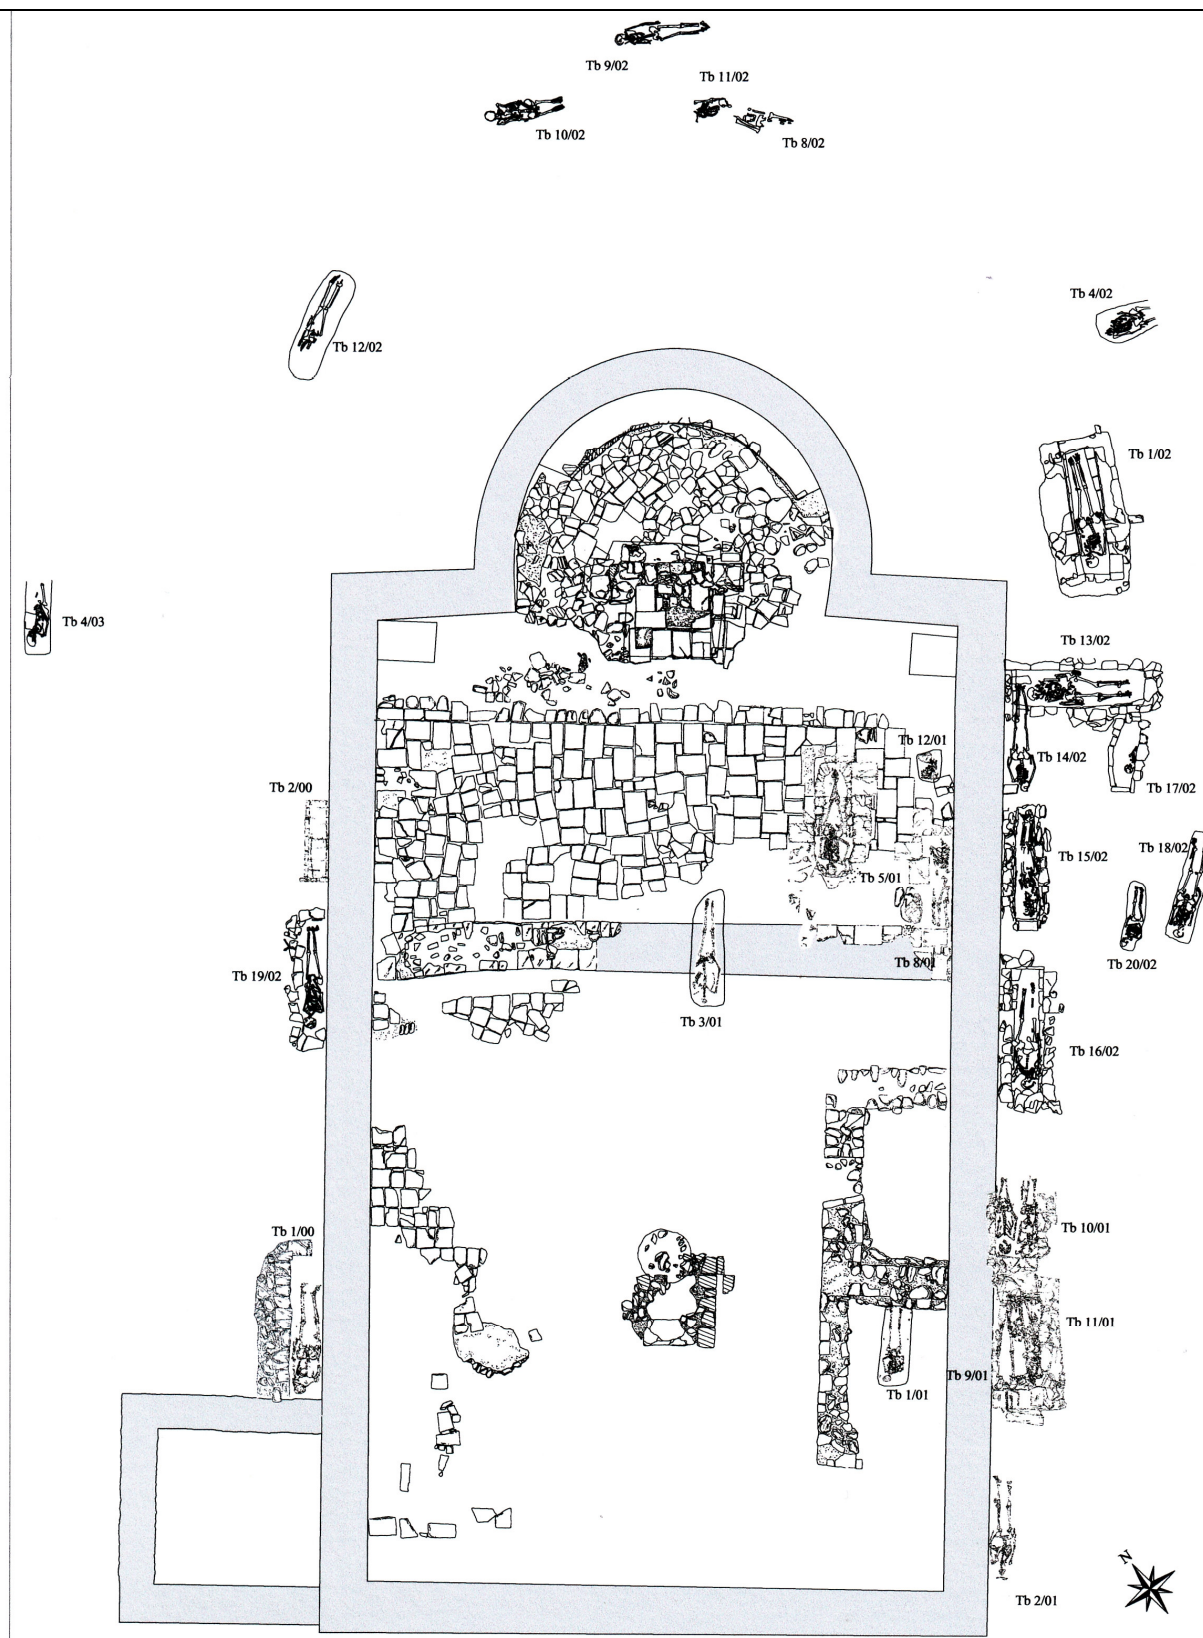 Tb 9/02
Tb 11/02
Tb 10/02
Tb 8/02
Tb 4/02
Tb 12/02
Tb 1/02
Tb 4/03
Tb 13/02
Tb 12/01
Tb 14/02
Tb 2/00
Tb 17/02
Tb 15/02
Tb 18/02
Tb 5/01
Tb 8/01
Tb 20/02
Tb 19/02
Tb 3/01
Tb 16/02
Tb 1/00
Tb 10/01
Tb 11/01
Tb 9/01
Tb 1/01
N
Tb 2/01